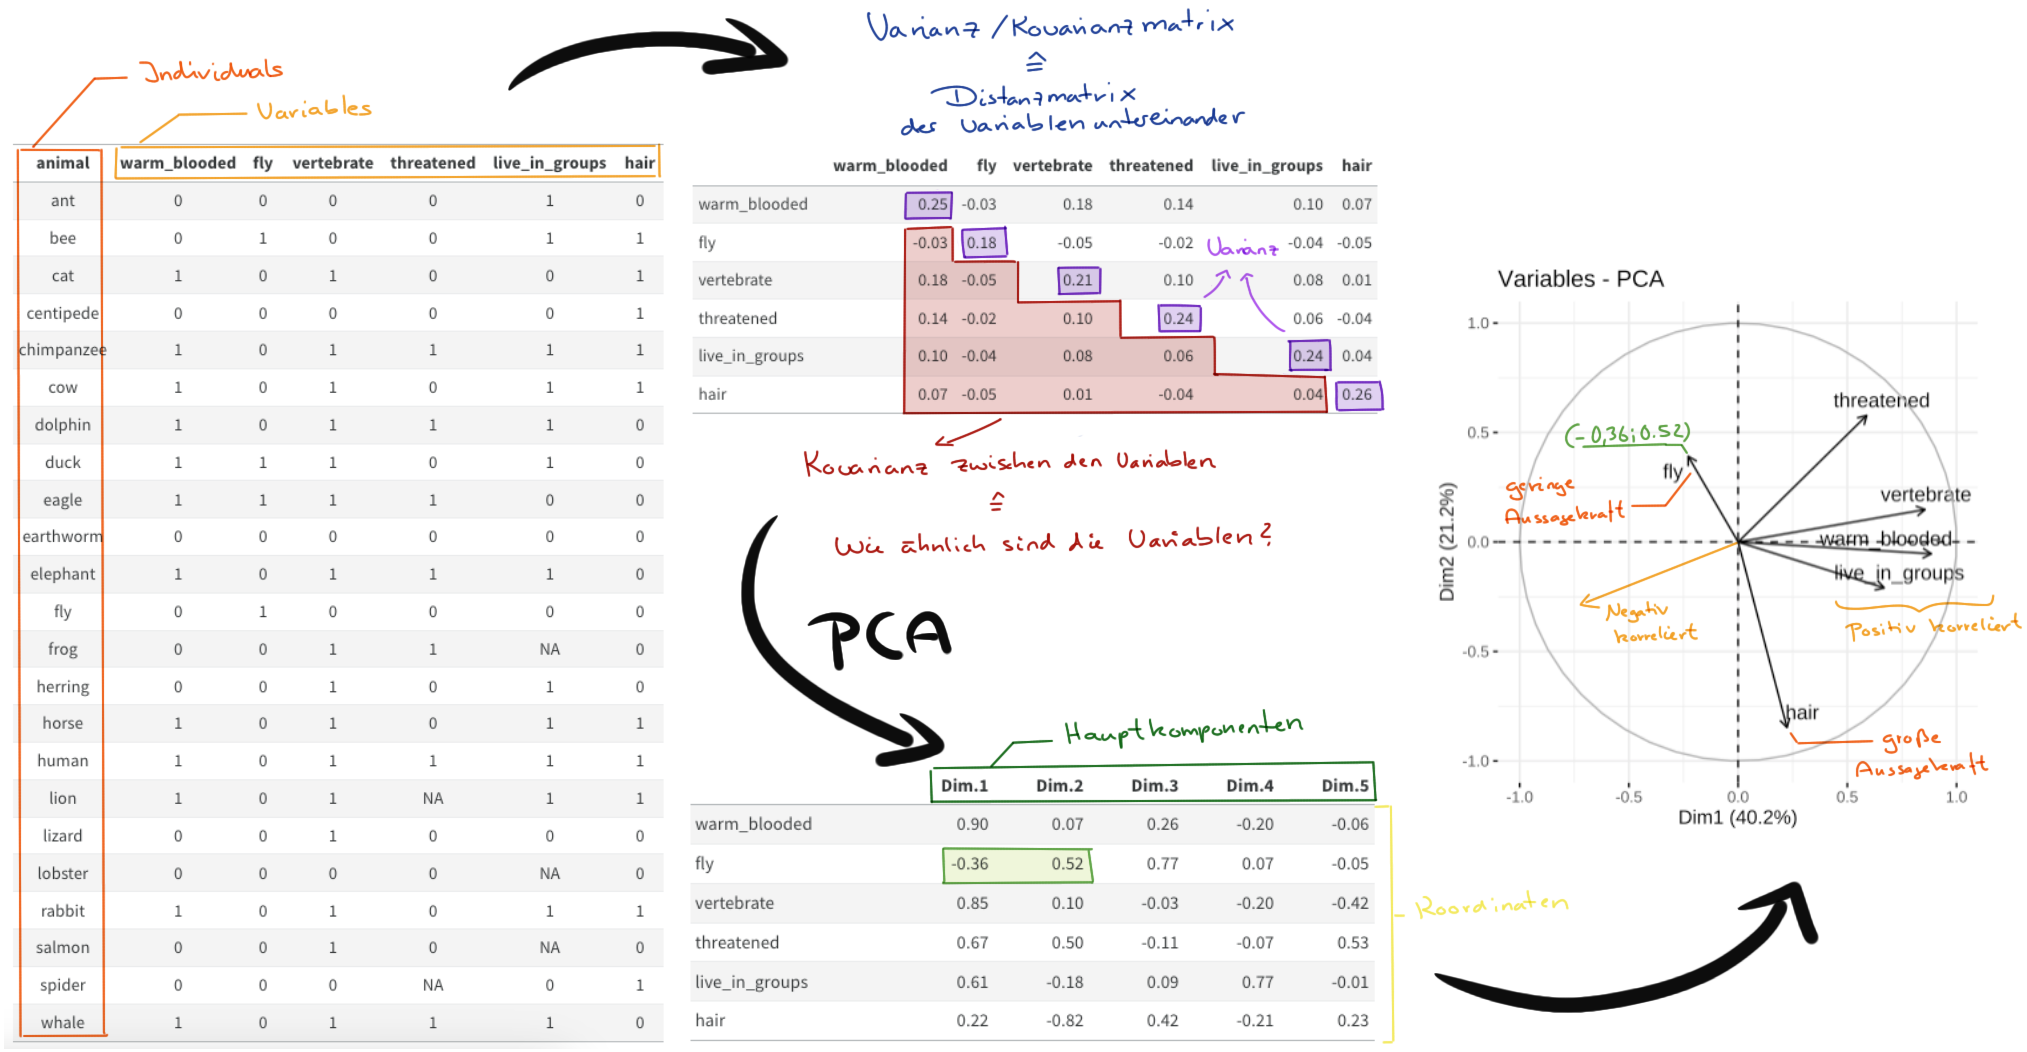 Individuals
Variables
animal warm_blooded fly vertebrate threatened live_in_groups hair
ant 0 0 0 0 1 0
bee 0 1 0 0 1 1
cat 1 0 1 0 0 1
centipede 0 0 0 0 0 1
chimpanzee 1 0 1 1 1 1
cow 1 0 1 0 1 1
dolphin 1 0 1 1 1 0
duck 1 1 1 0 1 0
eagle 1 1 1 1 0 0
earthworm 0 0 0 0 0 0
elephant 1 0 1 1 1 0
fly 0 1 0 0 0 0
frog 0 0 1 1 NA 0
herring 0 0 1 0 1 0
horse 1 0 1 0 1 1
human 1 0 1 1 1 1
lion 1 0 1 NA 1 1
lizard 0 0 1 0 0 0
lobster 0 0 0 0 NA 0
rabbit 1 0 1 0 1 1
salmon 0 0 1 0 NA 0
spider 0 0 0 NA 0 1
whale 1 0 1 1 1 0
Varianz / Kovarianzmatrix
≙
Distanzmatrix
der Variablen untereinander
warm_blooded fly vertebrate threatened live_in_groups hair
warm_blooded 0.25 -0.03 0.18 0.14 0.10 0.07
fly -0.03 0.18 -0.05 -0.02 -0.04 -0.05
Varianz
vertebrate 0.18 -0.05 0.21 0.10 0.08 0.01
threatened 0.14 -0.02 0.10 0.24 0.06 -0.04
live_in_groups 0.10 -0.04 0.08 0.06 0.24 0.04
hair 0.07 -0.05 0.01 -0.04 0.04 0.26
Kovarianz zwischen den Variablen
≙
Wie ähnlich sind die Variablen?
PCA
Hauptkomponenten
Dim.1 Dim.2 Dim.3 Dim.4 Dim.5
warm_blooded 0.90 0.07 0.26 -0.20 -0.06
fly -0.36 0.52 0.77 0.07 -0.05
vertebrate 0.85 0.10 -0.03 -0.20 -0.42
threatened 0.67 0.50 -0.11 -0.07 0.53
live_in_groups 0.61 -0.18 0.09 0.77 -0.01
hair 0.22 -0.82 0.42 -0.21 0.23
Koordinaten
Variables - PCA
1.0
0.5
0.0
-0.5
-1.0
Dim2 (21.2%)
threatened
(-0,36; 0.52)
fly
geringe
Aussagekraft
vertebrate
warm_blooded
live_in_groups
Negativ
korreliert
Positiv korreliert
hair
große
Aussagekraft
-1.0 -0.5 0.0 0.5 1.0
Dim1 (40.2%)